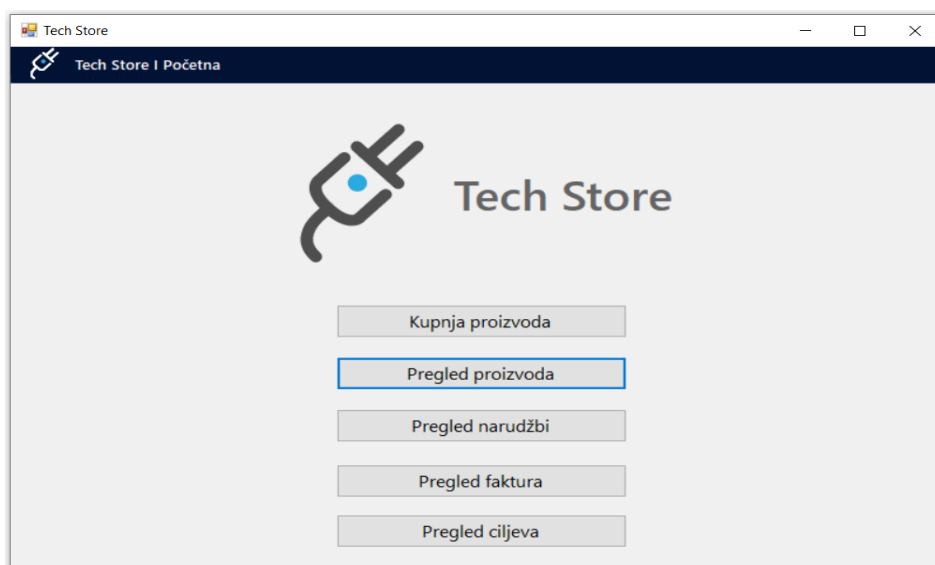 Tech Store
Tech Store I Početna
Tech Store
Kupnja proizvoda
Pregled proizvoda
Pregled narudžbi
Pregled faktura
Pregled ciljeva